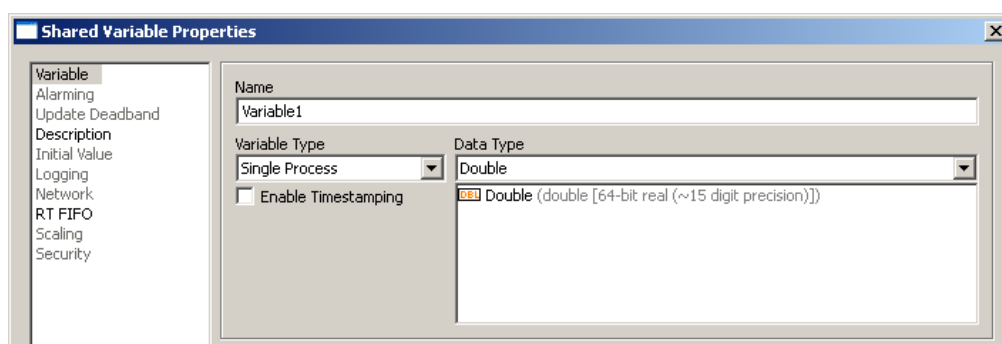 Shared Variable Properties
Variable
Alarming
Update Deadband
Description
Initial Value
Logging
Network
RT FIFO
Scaling
Security
Name
Variable1
Variable Type
Data Type
Single Process
Double
Enable Timestamping
DBL Double (double [64-bit real (~15 digit precision)])